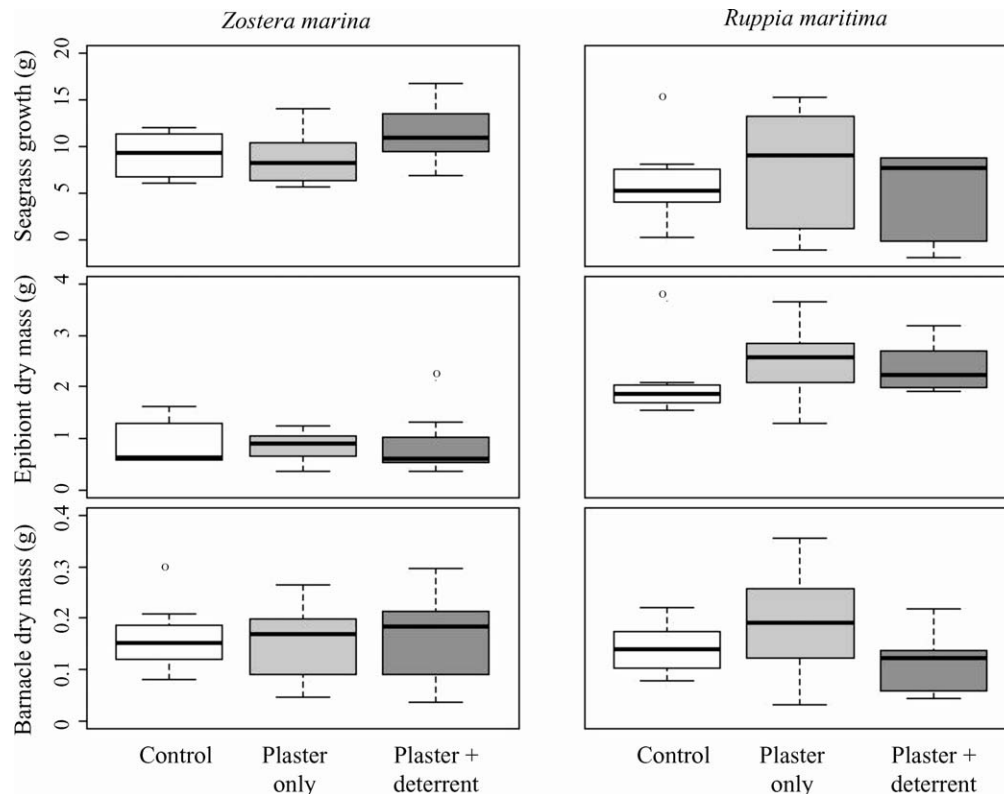 Zostera marina
Ruppia maritima
Seagrass growth (g)
20
15
10
5
0
Epibiont dry mass (g)
4
3
2
1
0
Barnacle dry mass (g)
0.4
0.3
0.2
0.1
0
Control
Plaster
only
Plaster +
deterrent
Control
Plaster
only
Plaster +
deterrent